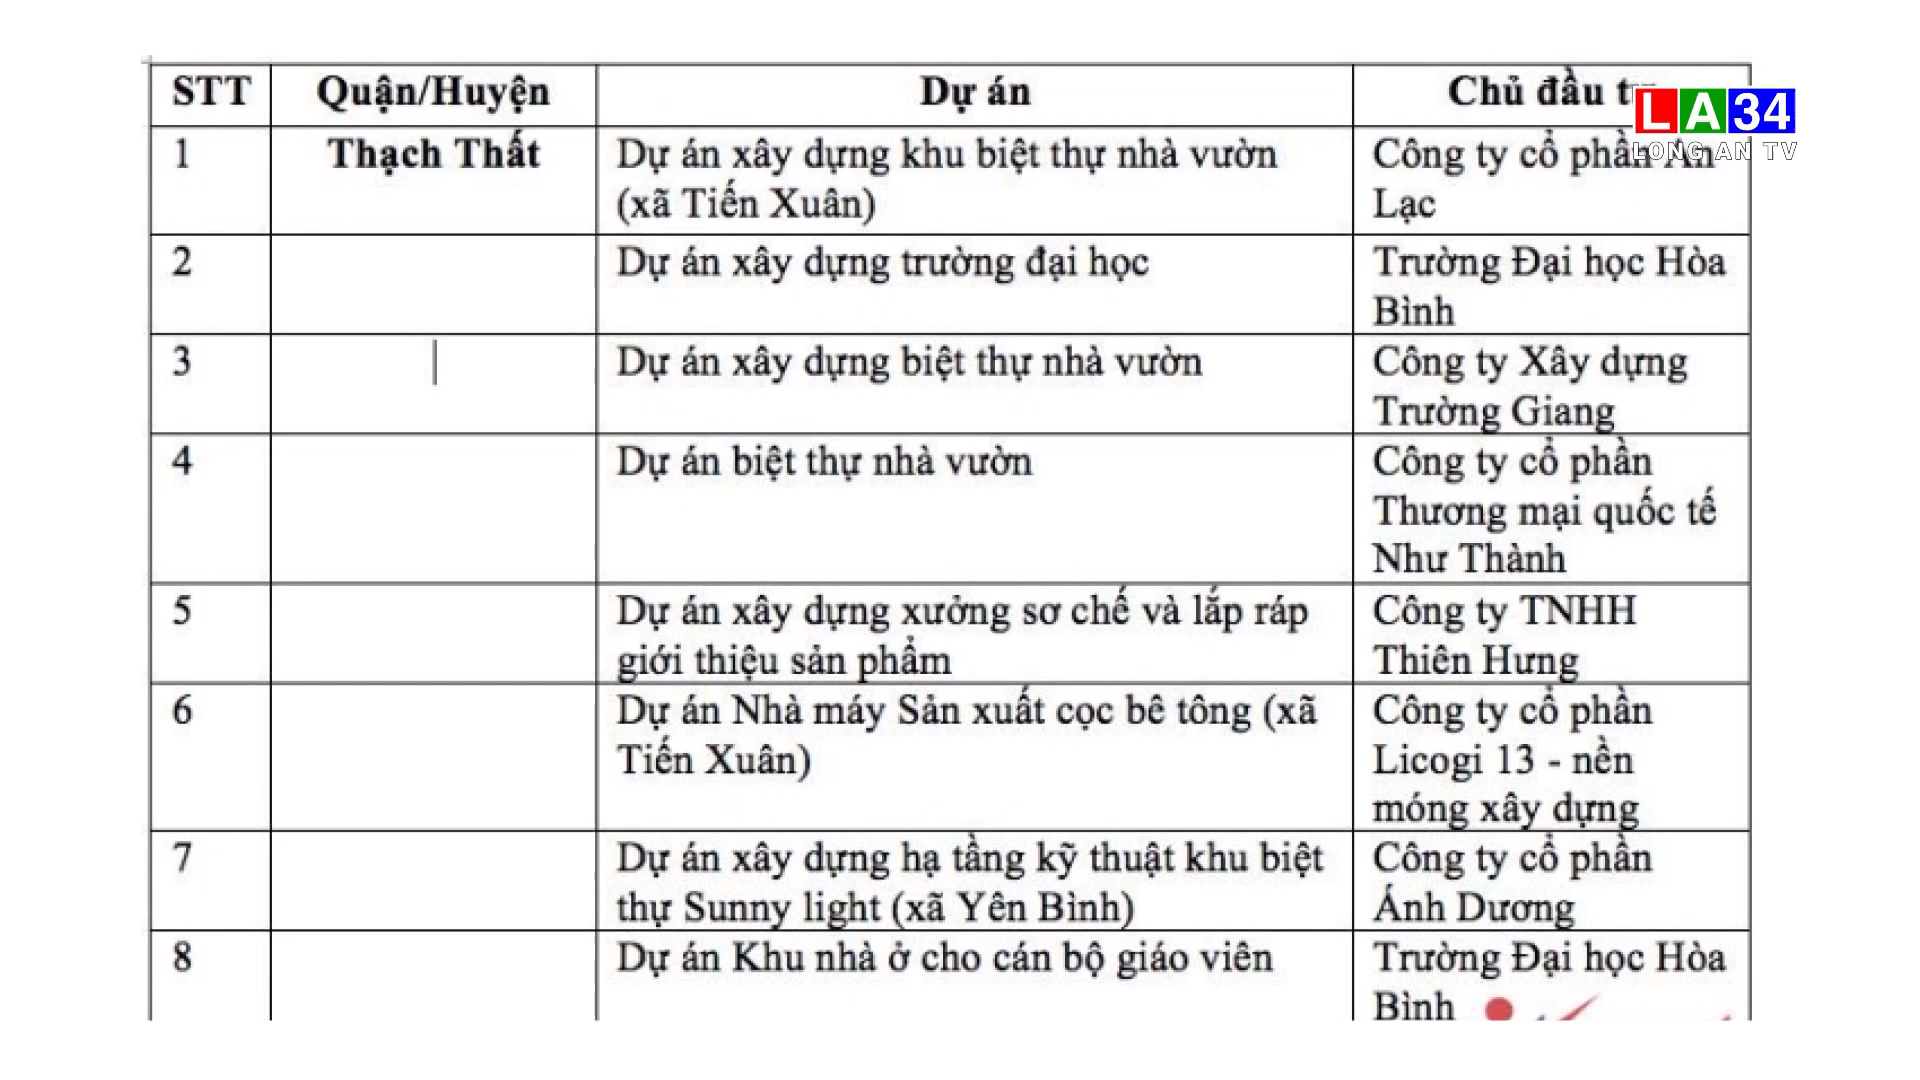 STT Quận/Huyện Dự án Chủ đầu
1 Thạch Thất Dự án xây dựng khu biệt thự nhà vườn Công ty cổ phần An
(xã Tiến Xuân) Lạc
2 Dự án xây dựng trường đại học Trường Đại học Hòa
Bình
3 Dự án xây dựng biệt thự nhà vườn Công ty Xây dựng
Trường Giang
4 Dự án biệt thự nhà vườn Công ty cổ phần
Thương mại quốc tế
Như Thành
5 Dự án xây dựng xưởng sơ chế và lắp ráp Công ty TNHH
giới thiệu sản phẩm Thiên Hưng
6 Dự án Nhà máy Sản xuất cọc bê tông (xã Công ty cổ phần
Tiến Xuân) Licogi 13 - nền
móng xây dựng
7 Dự án xây dựng hạ tầng kỹ thuật khu biệt Công ty cổ phần
thự Sunny light (xã Yên Bình) Ánh Dương
8 Dự án Khu nhà ở cho cán bộ giáo viên Trường Đại học Hòa
Bình
LA34
LONG AN TV